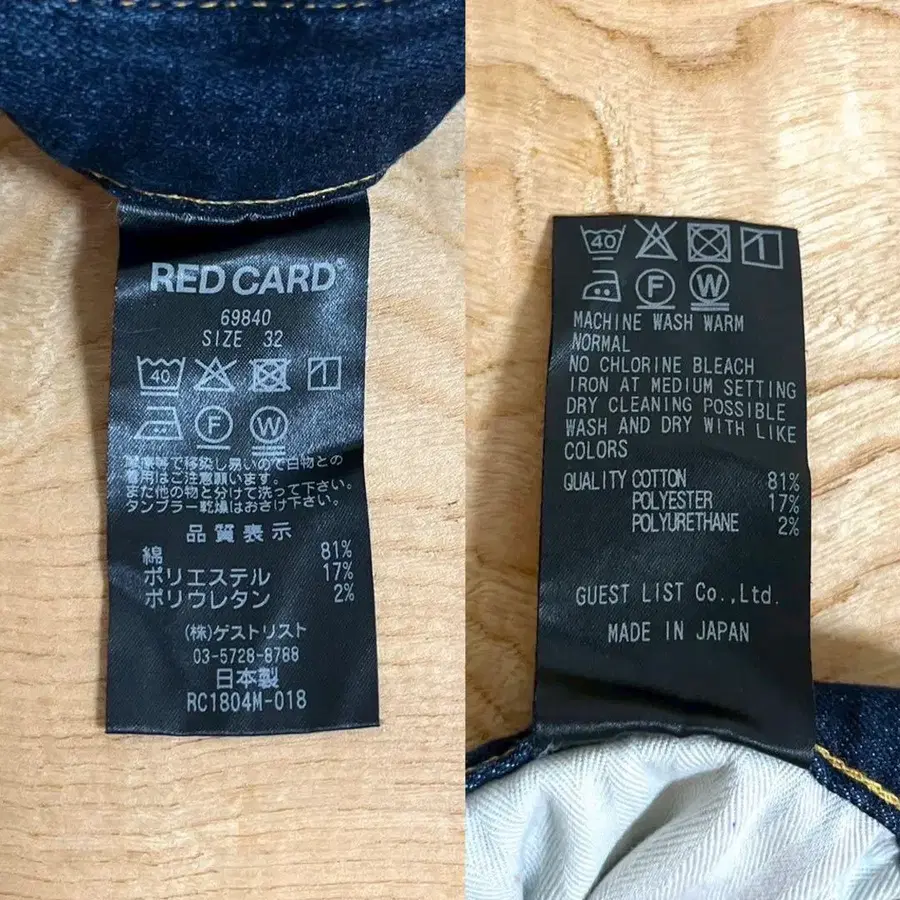 RED CARD®
69840
SIZE 32
40
F
W
摩擦等で移染し易いので白物との
着用はご注意願います。
また他の物と分けて洗って下さい。
タンブラー乾燥はおさけ下さい。
品質表示
綿 81%
ポリエステル 17%
ポリウレタン 2%
(株)ゲストリスト
03-5728-8788
日本製
RC1804M-018
40
F
W
MACHINE WASH WARM
NORMAL
NO CHLORINE BLEACH
IRON AT MEDIUM SETTING
DRY CLEANING POSSIBLE
WASH AND DRY WITH LIKE
COLORS
QUALITY COTTON 81%
POLYESTER 17%
POLYURETHANE 2%
GUEST LIST Co.,Ltd.
MADE IN JAPAN